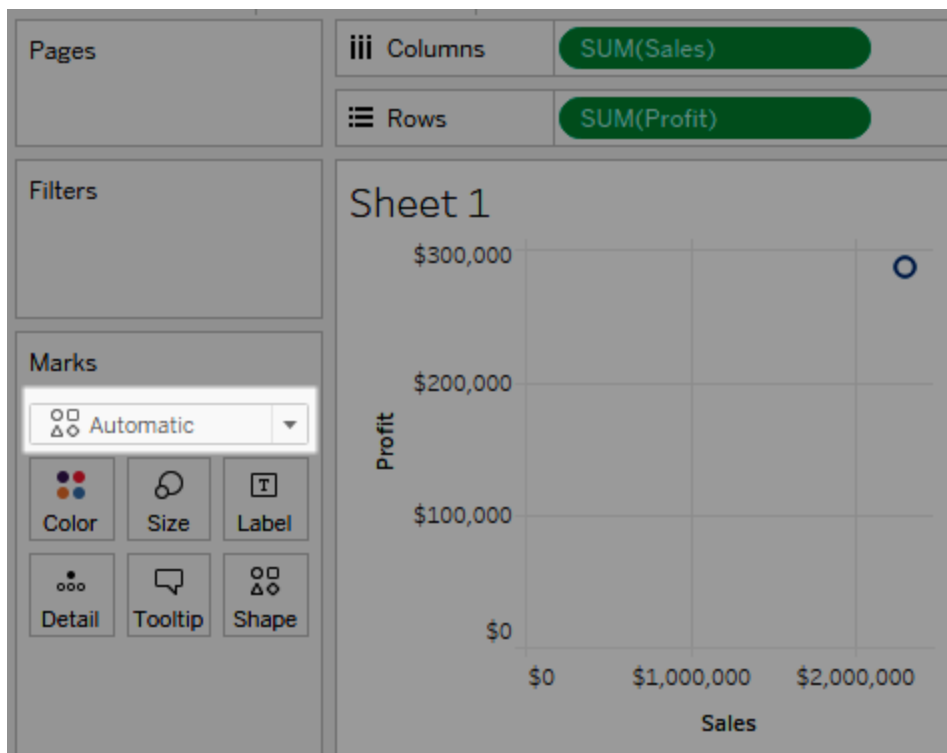 Pages
Columns
SUM(Sales)
Rows
SUM(Profit)
Filters
Marks
Automatic
Color
Size
T
Label
Detail
Tooltip
Shape
Sheet 1
$300,000
$200,000
$100,000
$0
Profit
$0
$1,000,000
$2,000,000
Sales